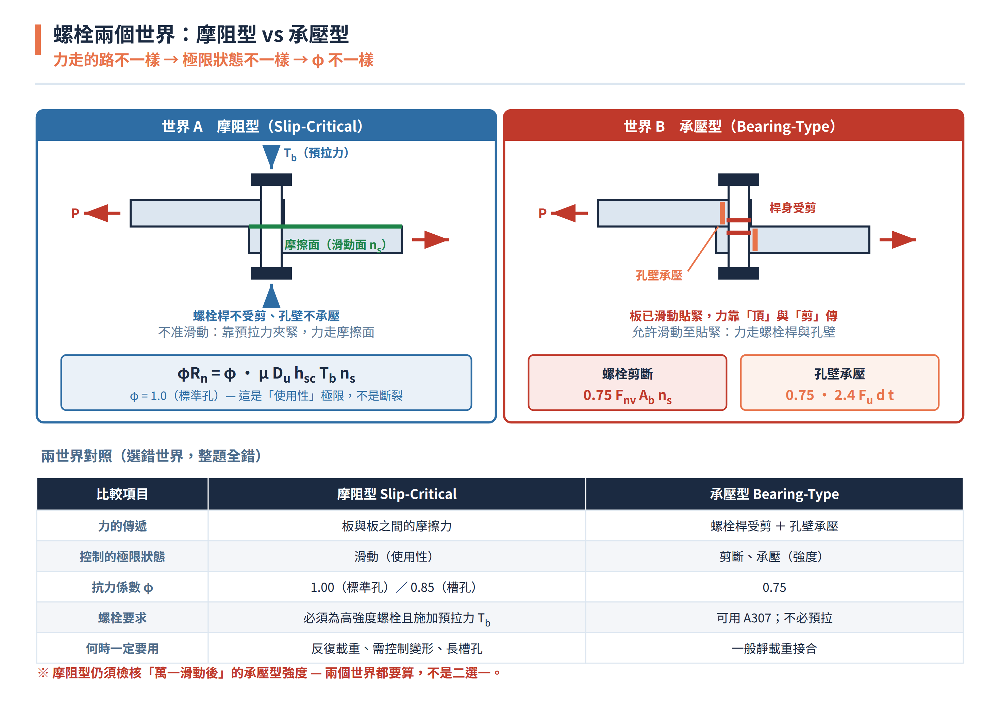 螺栓兩個世界：摩阻型 vs 承壓型
力走的路不一樣 → 極限狀態不一樣 → φ 不一樣
世界 A　摩阻型（Slip-Critical）
T_b（預拉力）
P
摩擦面（滑動面 n_s）
螺栓桿不受剪、孔壁不承壓
不准滑動：靠預拉力夾緊，力走摩擦面
φR_n = φ · μ D_u h_sc T_b n_s
φ = 1.0（標準孔）— 這是「使用性」極限，不是斷裂
世界 B　承壓型（Bearing-Type）
P
桿身受剪
孔壁承壓
板已滑動貼緊，力靠「頂」與「剪」傳
允許滑動至貼緊：力走螺栓桿與孔壁
螺栓剪斷
0.75 F_nv A_b n_s
孔壁承壓
0.75 · 2.4 F_u d t
兩世界對照（選錯世界，整題全錯）
比較項目 摩阻型 Slip-Critical 承壓型 Bearing-Type
力的傳遞 板與板之間的摩擦力 螺栓桿受剪 ＋ 孔壁承壓
控制的極限狀態 滑動（使用性） 剪斷、承壓（強度）
抗力係數 φ 1.00（標準孔）／ 0.85（槽孔） 0.75
螺栓要求 必須為高強度螺栓且施加預拉力 T_b 可用 A307；不必預拉
何時一定要用 反復載重、需控制變形、長槽孔 一般靜載重接合
※ 摩阻型仍須檢核「萬一滑動後」的承壓型強度 — 兩個世界都要算，不是二選一。